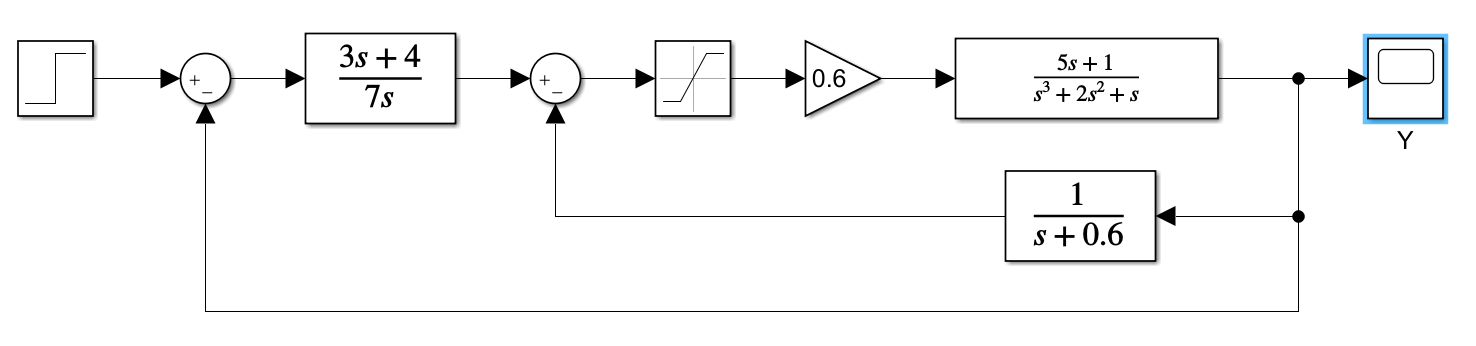 +
−
3s + 4
7s
+
−
0.6
5s + 1
s³ + 2s² + s
Y
1
s + 0.6